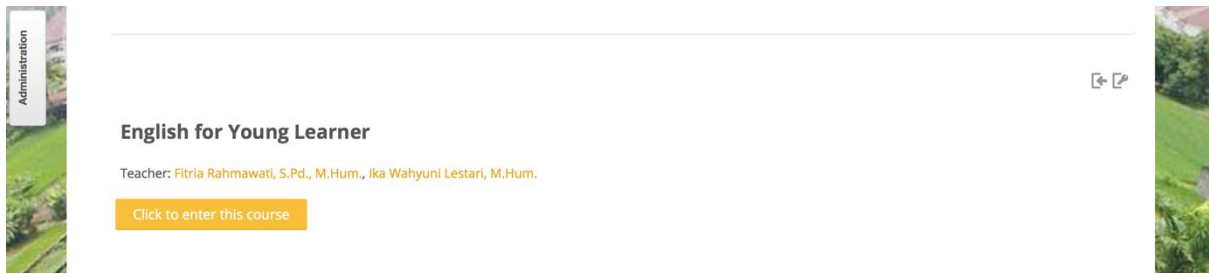 Administration
English for Young Learner
Teacher: Fitria Rahmawati, S.Pd., M.Hum., Ika Wahyuni Lestari, M.Hum.
Click to enter this course